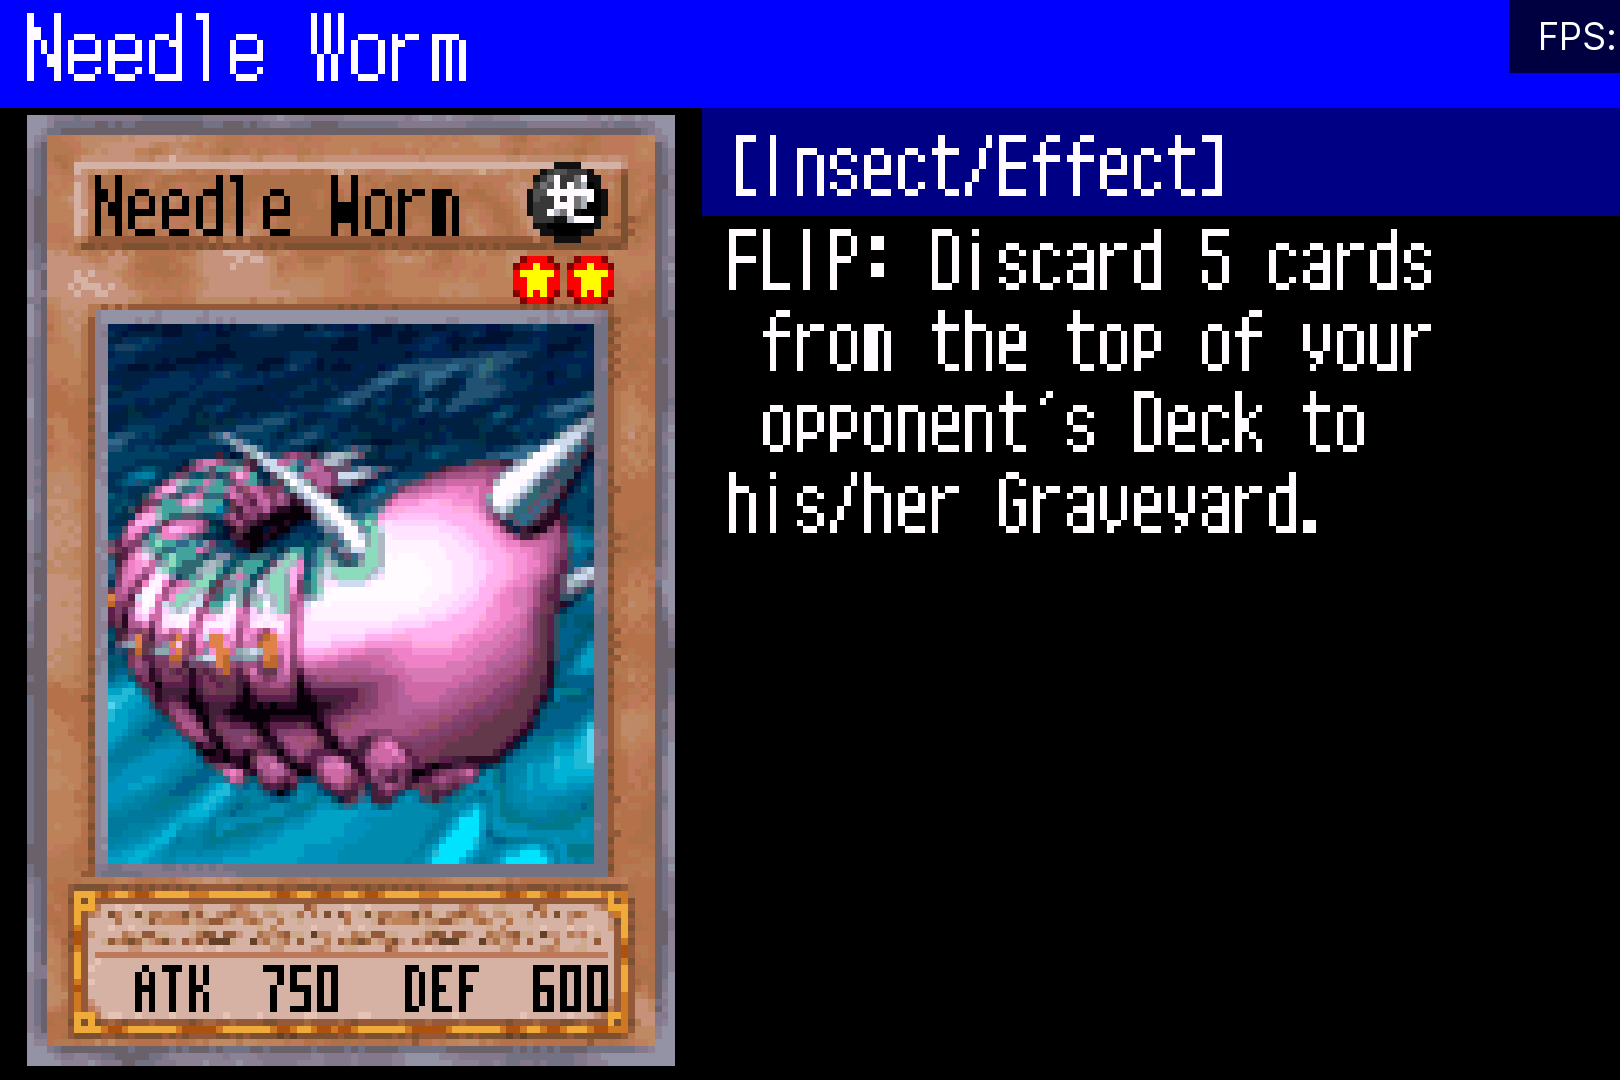 Needle Worm
FPS:
Needle Worm
地
[Insect/Effect]
FLIP: Discard 5 cards
from the top of your
opponent´s Deck to
his/her Graveyard.
ATK 750 DEF 600